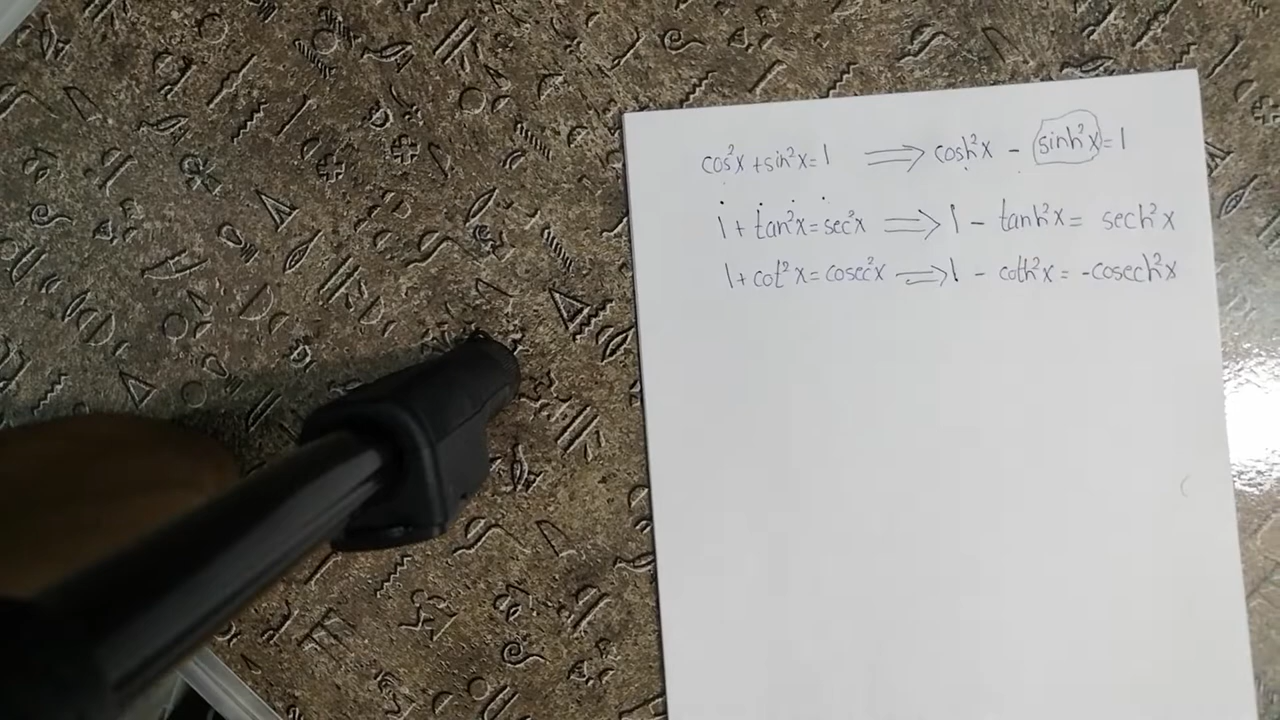 cos²x + sin²x = 1 ⟹ cosh²x - sinh²x = 1
1 + tan²x = sec²x ⟹ 1 - tanh²x = sech²x
1 + cot²x = cosec²x ⟹ 1 - coth²x = -cosech²x